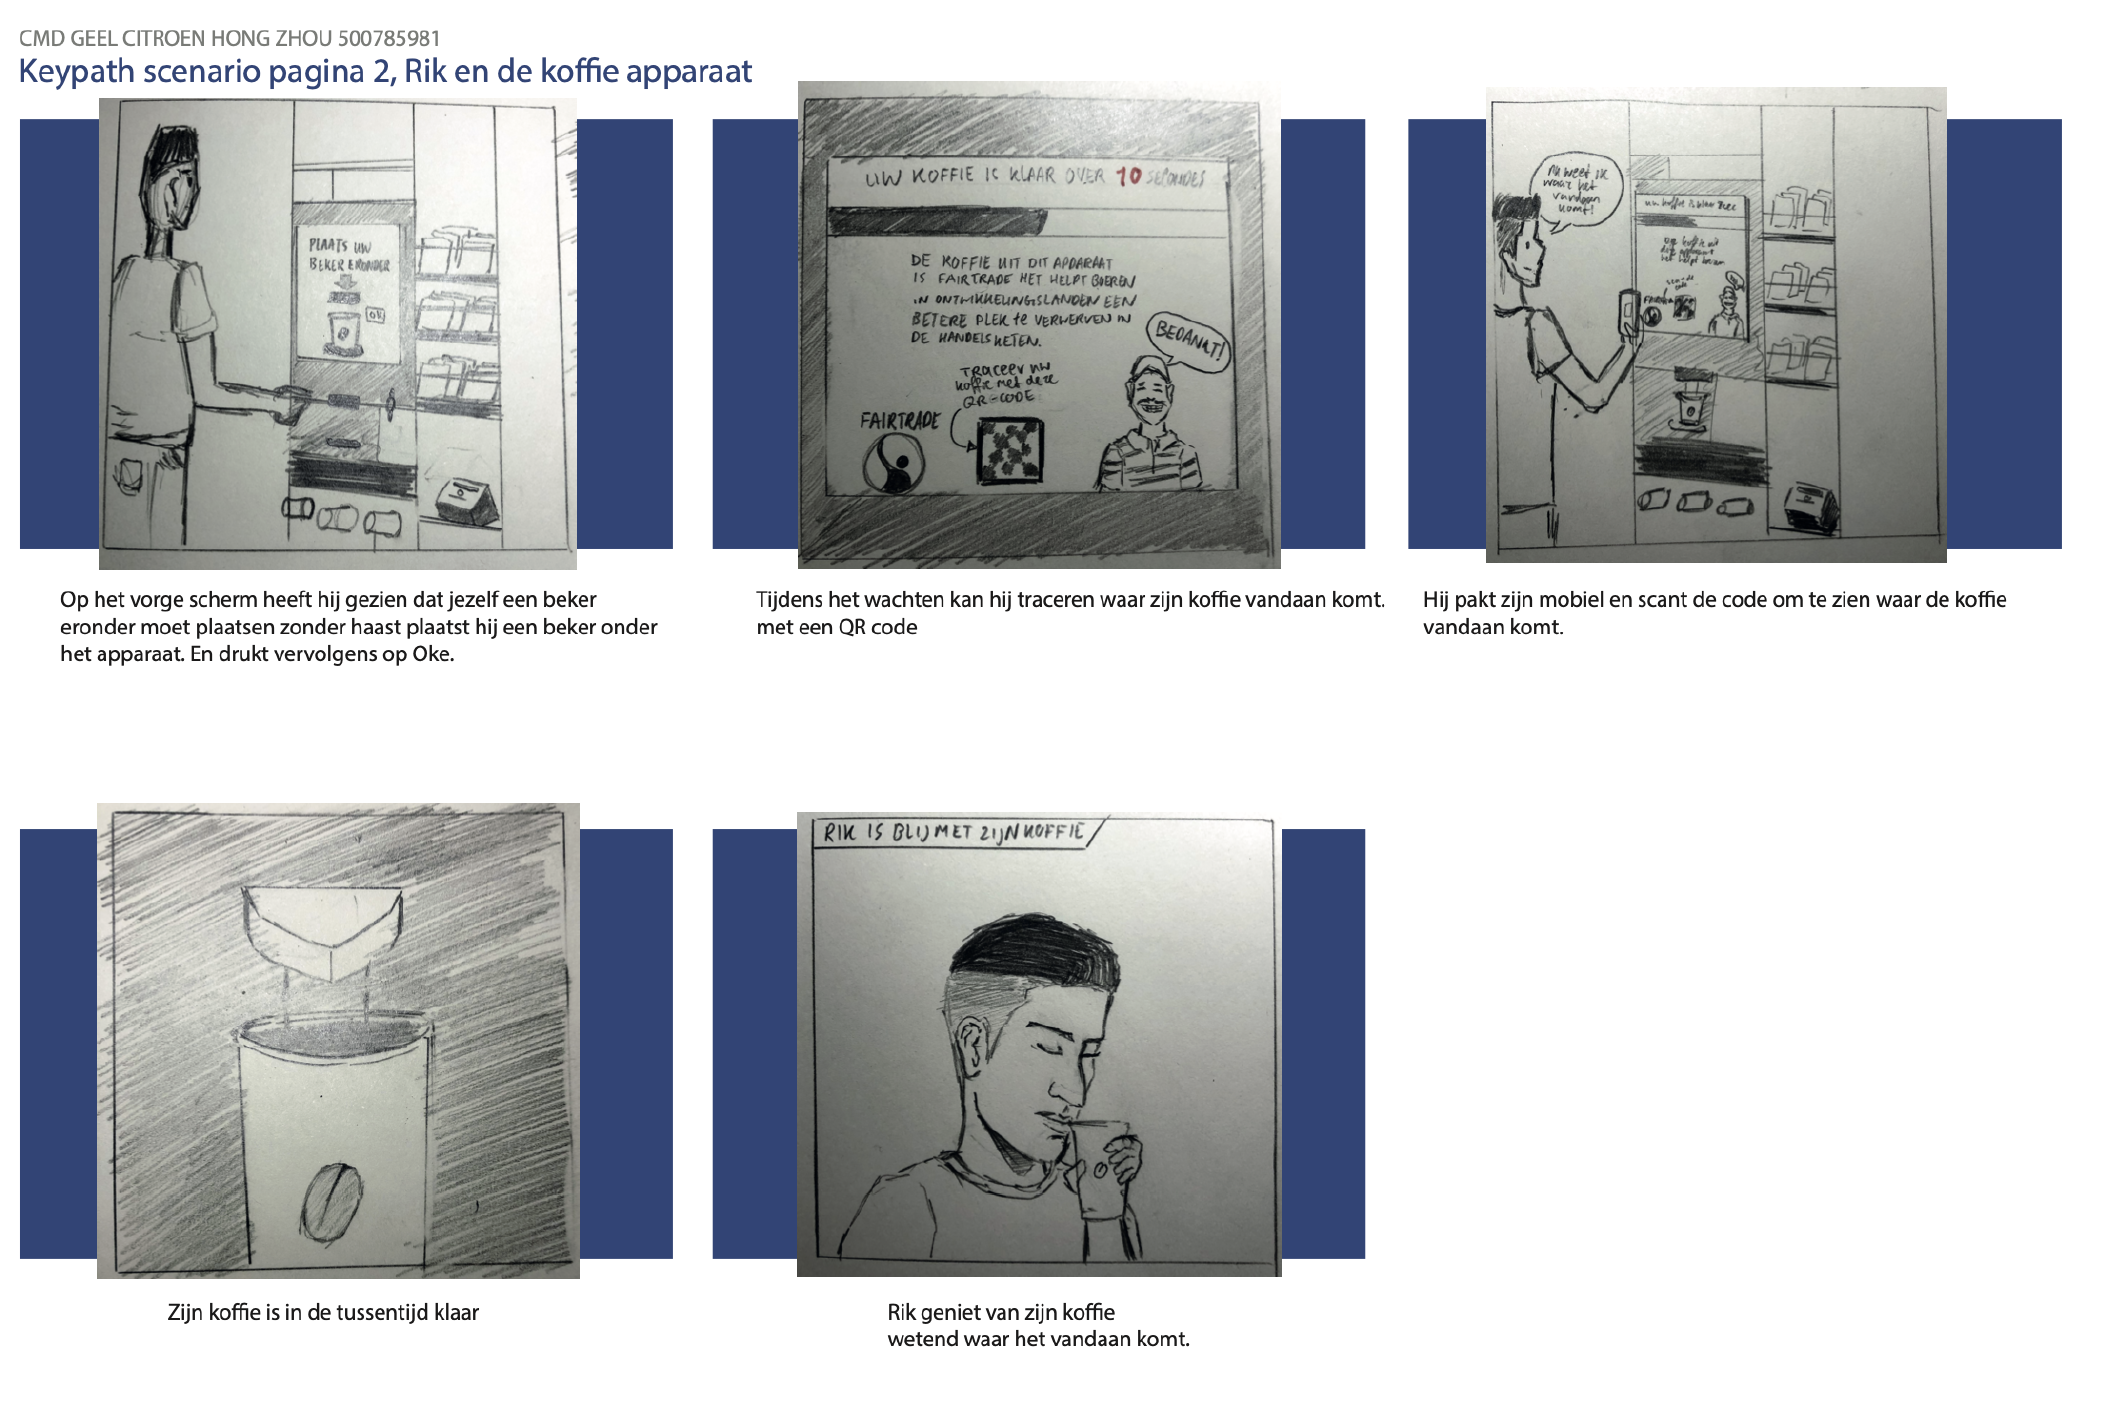 CMD GEEL CITROEN HONG ZHOU 500785981
Keypath scenario pagina 2, Rik en de koffie apparaat
PLAATS UW
BEKER ERONDER
OK
Op het vorge scherm heeft hij gezien dat jezelf een beker
eronder moet plaatsen zonder haast plaatst hij een beker onder
het apparaat. En drukt vervolgens op Oke.
UW KOFFIE IS KLAAR OVER 10 SECONDES
DE KOFFIE UIT DIT APPARAAT
IS FAIRTRADE HET HELPT BOEREN
IN ONTWIKKELINGSLANDEN EEN
BETERE PLEK te VERWERVEN IN
DE HANDELSKETEN.
BEDANKT!
TRACEER UW
koffie met deze
QR-CODE
FAIRTRADE
Tijdens het wachten kan hij traceren waar zijn koffie vandaan komt.
met een QR code
Nu weet ik
waar het
vandaan
komt!
uw koffie is klaar
FAIRTRADE
Hij pakt zijn mobiel en scant de code om te zien waar de koffie
vandaan komt.
Zijn koffie is in de tussentijd klaar
RIK IS BLIJ MET ZIJN KOFFIE
Rik geniet van zijn koffie
wetend waar het vandaan komt.